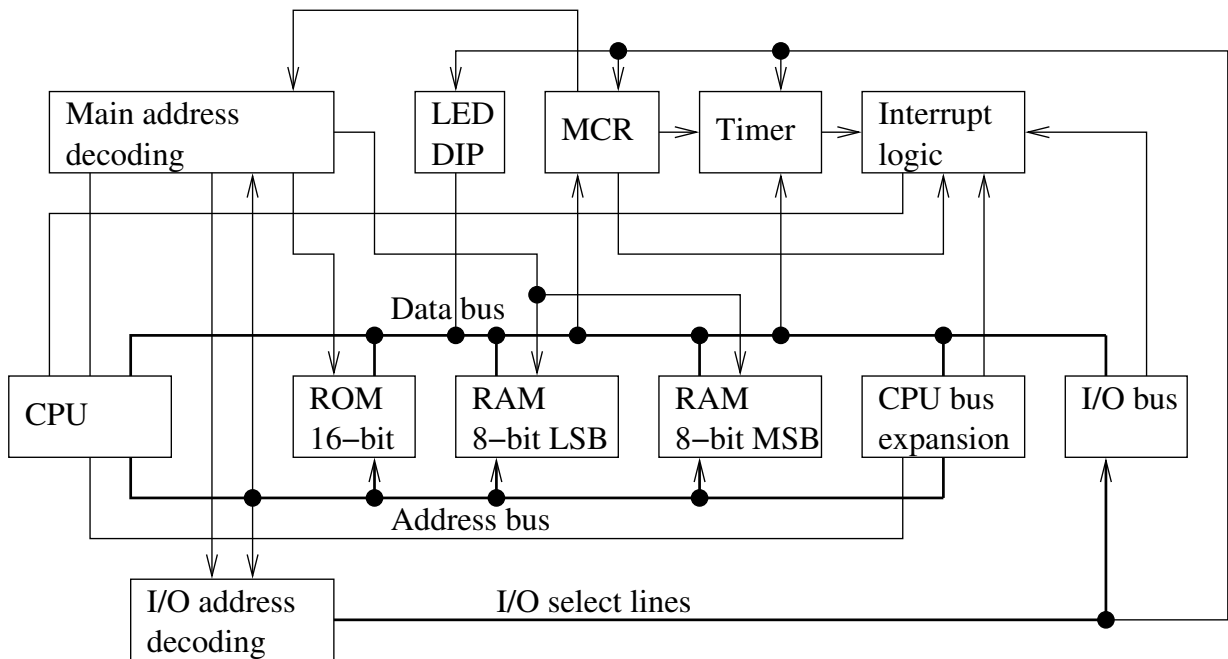 Main address
decoding
LED
DIP
MCR
Timer
Interrupt
logic
Data bus
CPU
ROM
16−bit
RAM
8−bit LSB
RAM
8−bit MSB
CPU bus
expansion
I/O bus
Address bus
I/O address
decoding
I/O select lines